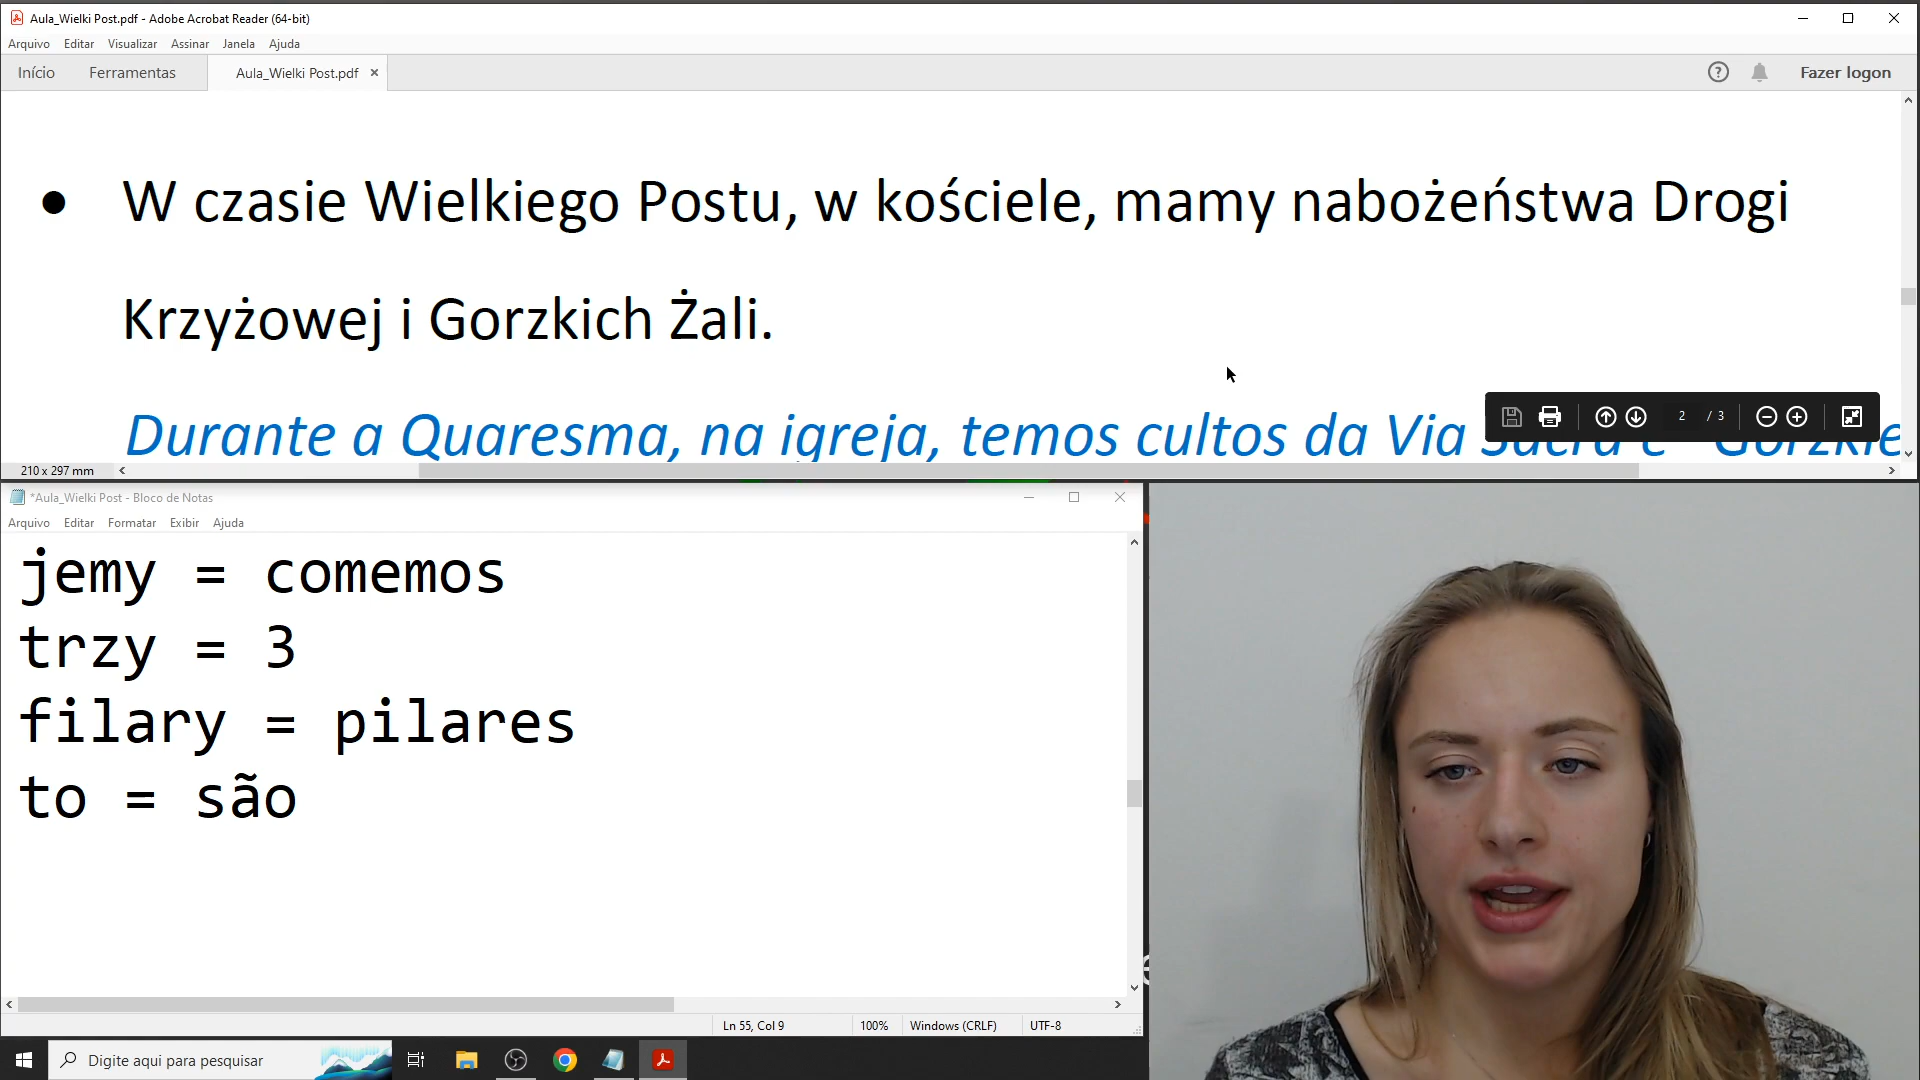 Aula_Wielki Post.pdf - Adobe Acrobat Reader (64-bit)
Arquivo Editar Visualizar Assinar Janela Ajuda
Início Ferramentas Aula_Wielki Post.pdf × Fazer logon
• W czasie Wielkiego Postu, w kościele, mamy nabożeństwa Drogi
Krzyżowej i Gorzkich Żali.
Durante a Quaresma, na igreja, temos cultos da Via
2 / 3
210 x 297 mm
*Aula_Wielki Post - Bloco de Notas
Arquivo Editar Formatar Exibir Ajuda
jemy = comemos
trzy = 3
filary = pilares
to = são
Ln 55, Col 9 100% Windows (CRLF) UTF-8
Digite aqui para pesquisar